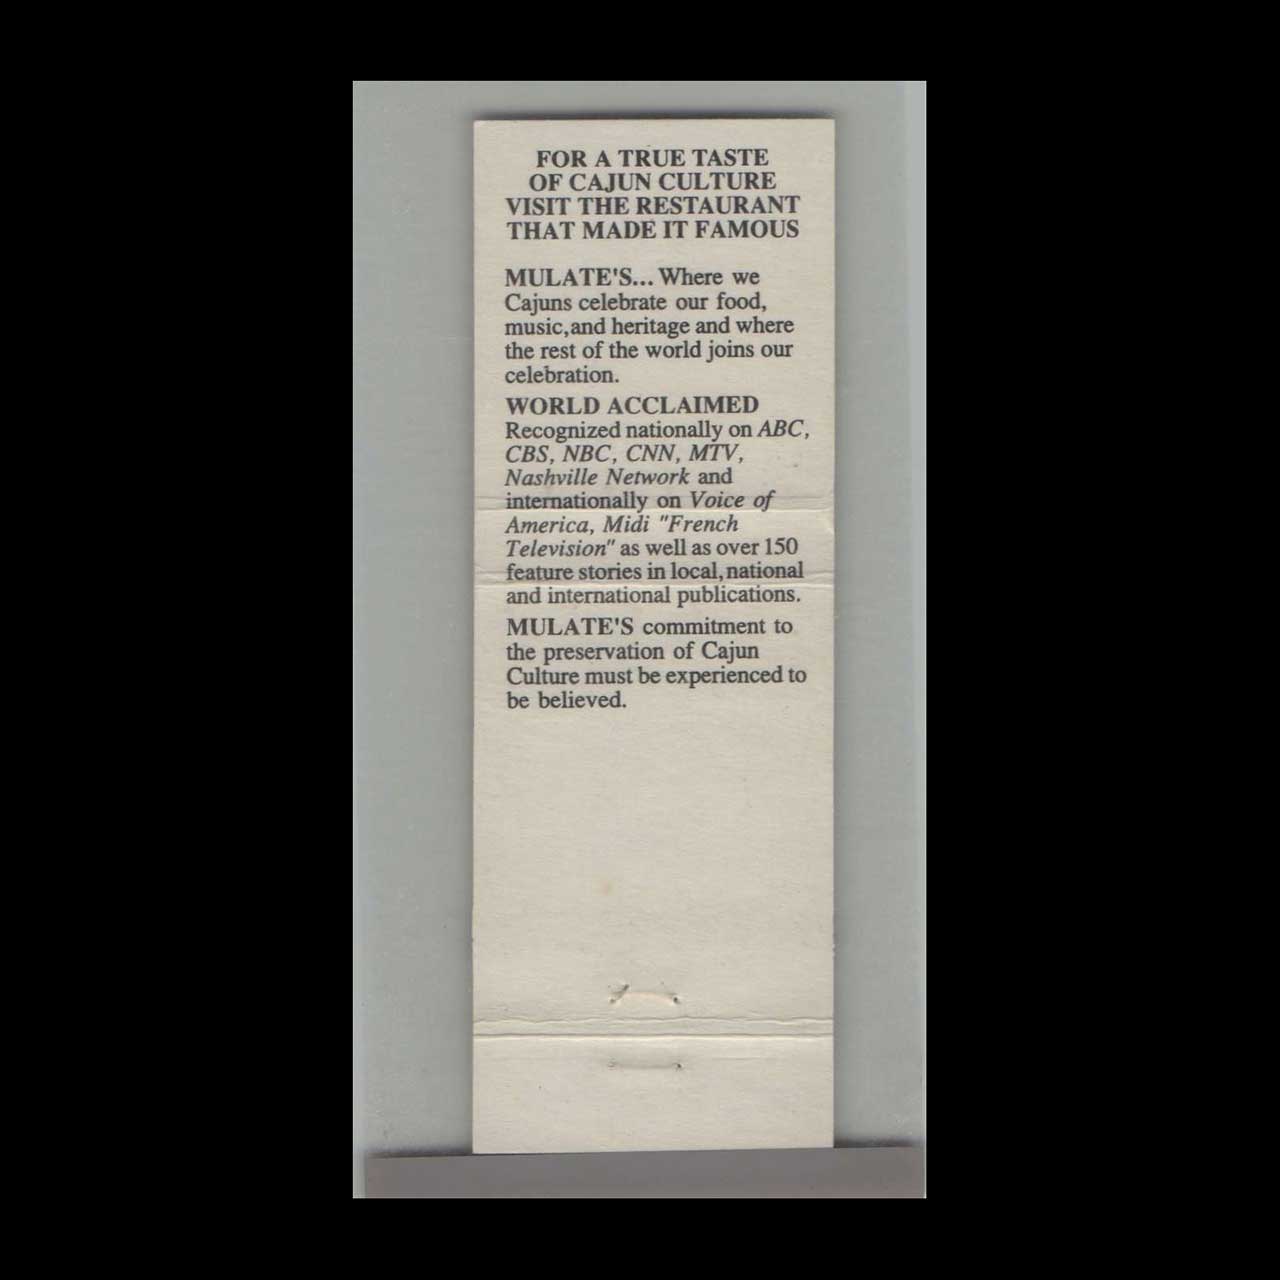 FOR A TRUE TASTE
OF CAJUN CULTURE
VISIT THE RESTAURANT
THAT MADE IT FAMOUS
MULATE'S... Where we
Cajuns celebrate our food,
music,and heritage and where
the rest of the world joins our
celebration.
WORLD ACCLAIMED
Recognized nationally on ABC,
CBS, NBC, CNN, MTV,
Nashville Network and
internationally on Voice of
America, Midi "French
Television" as well as over 150
feature stories in local,national
and international publications.
MULATE'S commitment to
the preservation of Cajun
Culture must be experienced to
be believed.